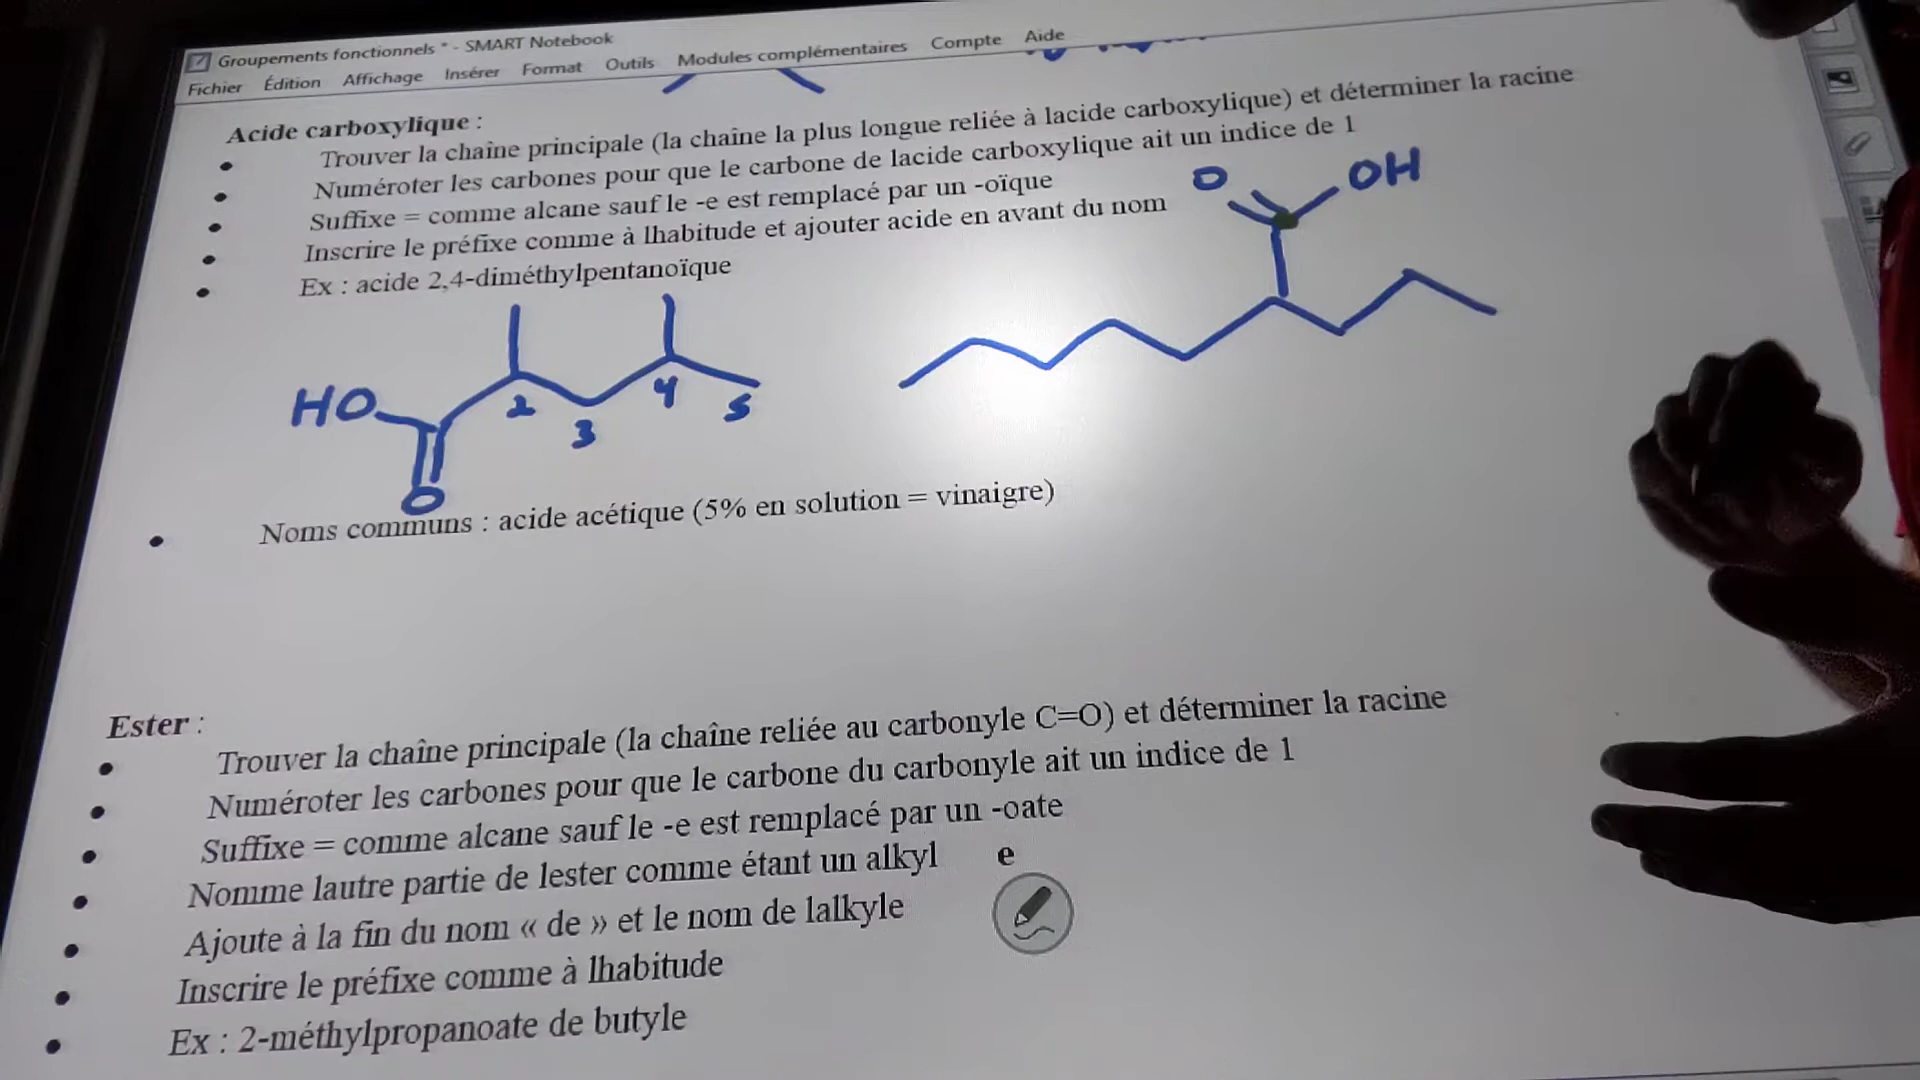 Groupements fonctionnels * - SMART Notebook
Fichier Édition Affichage Insérer Format Outils Modules complémentaires Compte Aide
Acide carboxylique :
• Trouver la chaîne principale (la chaîne la plus longue reliée à lacide carboxylique) et déterminer la racine
• Numéroter les carbones pour que le carbone de lacide carboxylique ait un indice de 1
• Suffixe = comme alcane sauf le -e est remplacé par un -oïque
• Inscrire le préfixe comme à lhabitude et ajouter acide en avant du nom
• Ex : acide 2,4-diméthylpentanoïque
O OH
HO 2 3 4 5
O
• Noms communs : acide acétique (5% en solution = vinaigre)
Ester :
• Trouver la chaîne principale (la chaîne reliée au carbonyle C=O) et déterminer la racine
• Numéroter les carbones pour que le carbone du carbonyle ait un indice de 1
• Suffixe = comme alcane sauf le -e est remplacé par un -oate
• Nomme lautre partie de lester comme étant un alkyl e
• Ajoute à la fin du nom « de » et le nom de lalkyle
• Inscrire le préfixe comme à lhabitude
• Ex : 2-méthylpropanoate de butyle